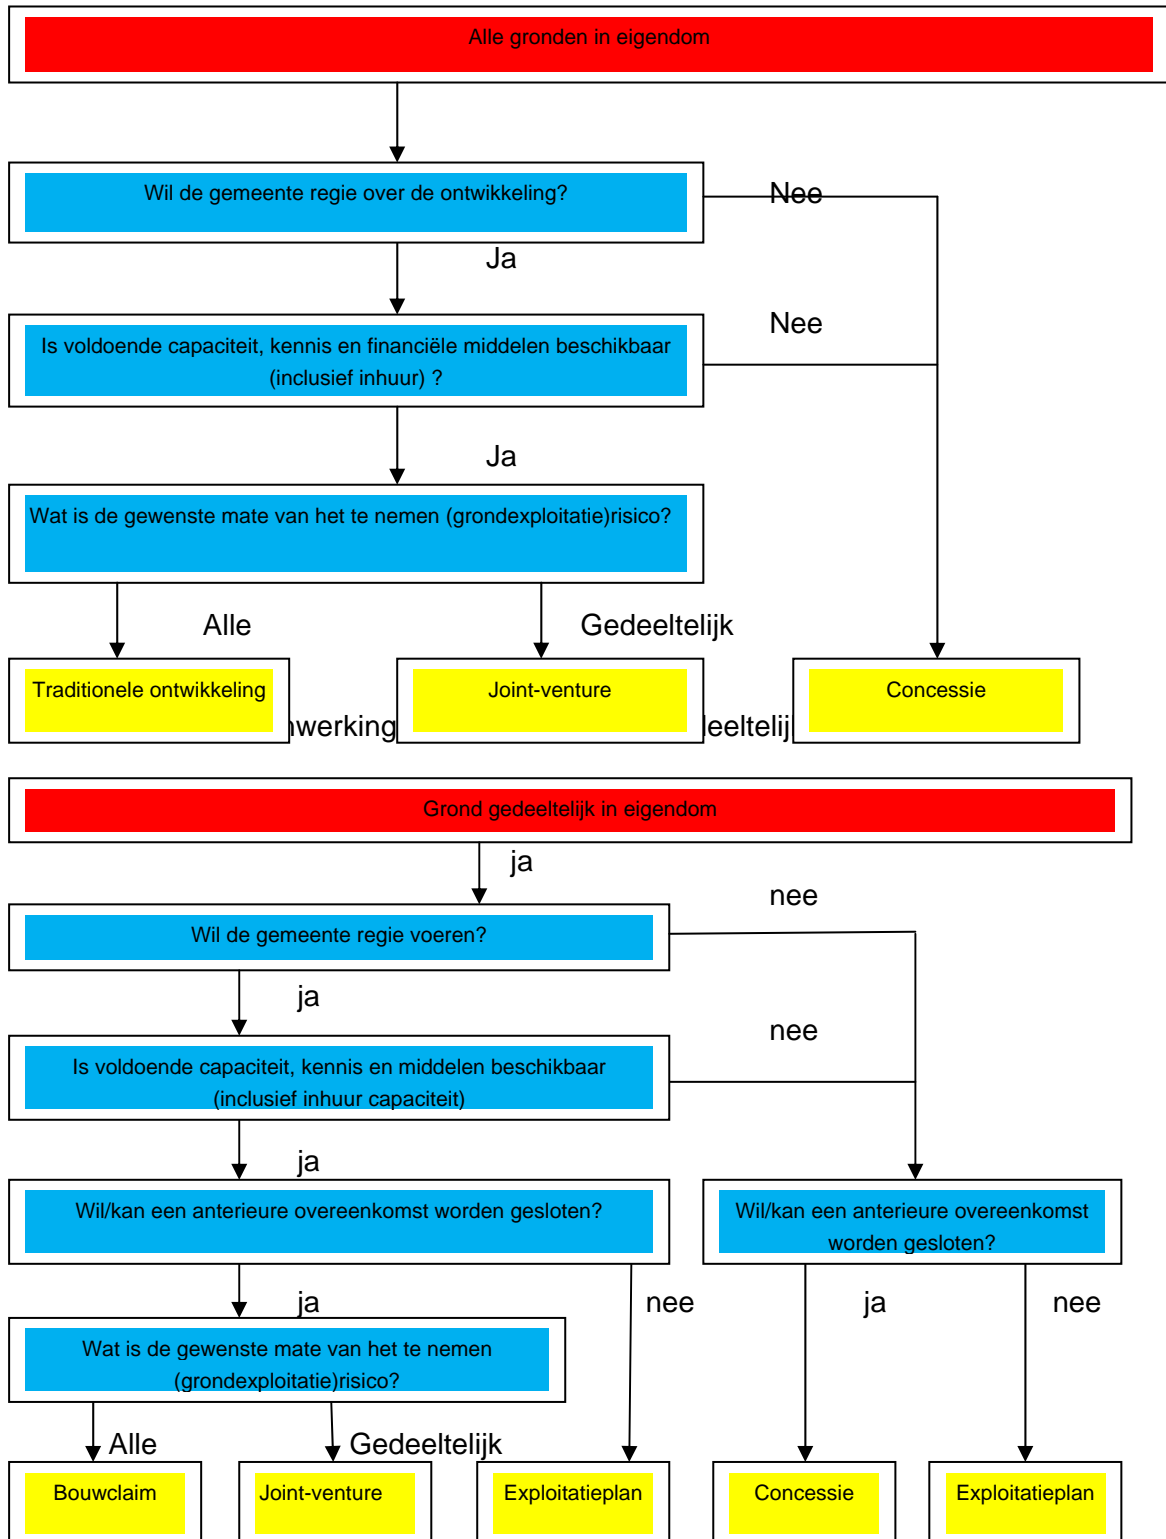 Alle gronden in eigendom
Wil de gemeente regie over de ontwikkeling?
Nee
Ja
Is voldoende capaciteit, kennis en financiële middelen beschikbaar
(inclusief inhuur) ?
Nee
Ja
Wat is de gewenste mate van het te nemen (grondexploitatie)risico?
Alle
Gedeeltelijk
Traditionele ontwikkeling
Joint-venture
Concessie
Grond gedeeltelijk in eigendom
ja
nee
Wil de gemeente regie voeren?
ja
nee
Is voldoende capaciteit, kennis en middelen beschikbaar
(inclusief inhuur capaciteit)
ja
Wil/kan een anterieure overeenkomst worden gesloten?
Wil/kan een anterieure overeenkomst
worden gesloten?
ja
nee
ja
nee
Wat is de gewenste mate van het te nemen
(grondexploitatie)risico?
Alle
Gedeeltelijk
Bouwclaim
Joint-venture
Exploitatieplan
Concessie
Exploitatieplan